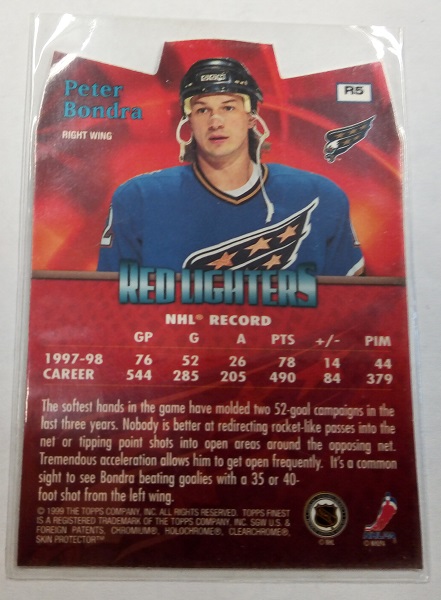 Peter
Bondra
RIGHT WING
R5
RED LIGHTERS
NHL® RECORD
GP G A PTS +/- PIM
1997-98 76 52 26 78 14 44
CAREER 544 285 205 490 84 379
The softest hands in the game have molded two 52-goal campaigns in the
last three years. Nobody is better at redirecting rocket-like passes into the
net or tipping point shots into open areas around the opposing net.
Tremendous acceleration allows him to get open frequently. It's a common
sight to see Bondra beating goalies with a 35 or 40-
foot shot from the left wing.
© 1999 THE TOPPS COMPANY, INC. ALL RIGHTS RESERVED. TOPPS FINEST
IS A REGISTERED TRADEMARK OF THE TOPPS COMPANY, INC. SGW U.S. &
FOREIGN PATENTS, CHROMIUM®, HOLOCHROME®, CLEARCHROME®,
SKIN PROTECTOR™
NHL
NHLPA